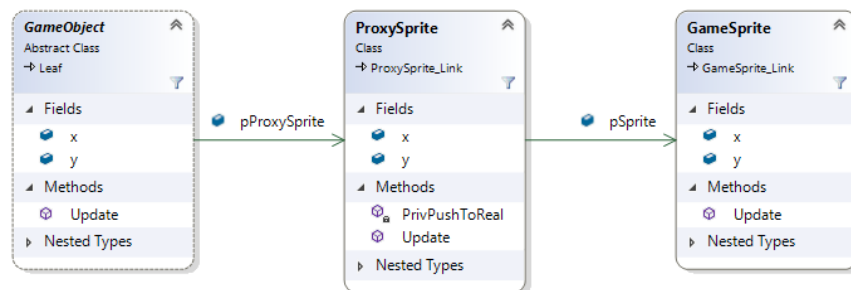 GameObject
Abstract Class
→ Leaf
Fields
x
y
Methods
Update
Nested Types
pProxySprite
ProxySprite
Class
→ ProxySprite_Link
Fields
x
y
Methods
PrivPushToReal
Update
Nested Types
pSprite
GameSprite
Class
→ GameSprite_Link
Fields
x
y
Methods
Update
Nested Types